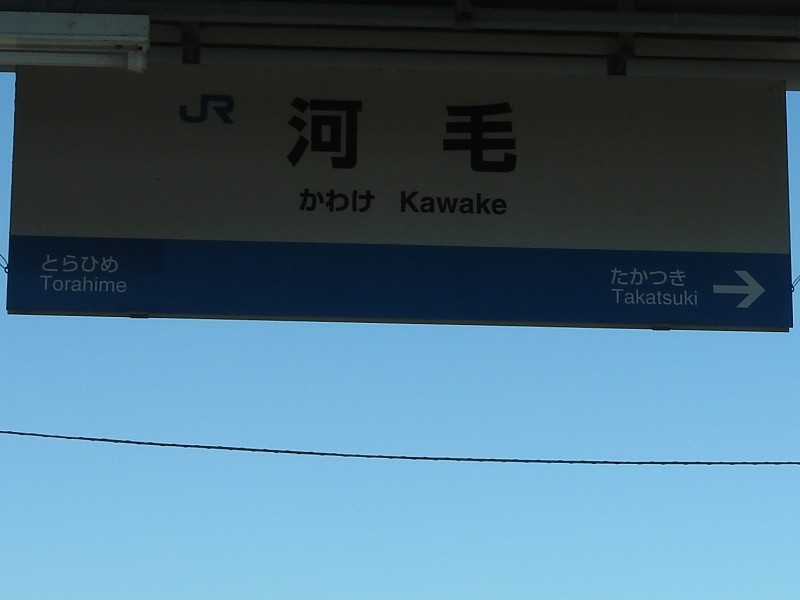 JR 河毛
かわけ Kawake
とらひめ
Torahime
たかつき
Takatsuki